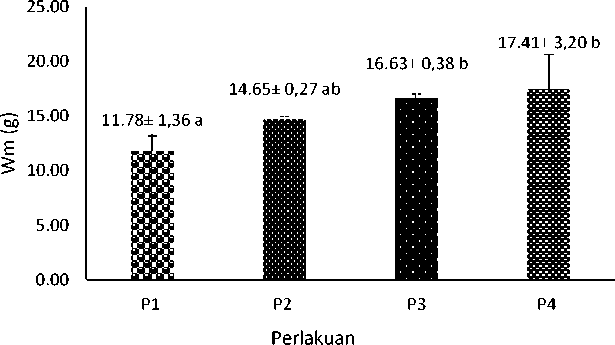 25.00
20.00
15.00
10.00
5.00
0.00
Wm (g)
11.78± 1,36 a
14.65± 0,27 ab
16.63± 0,38 b
17.41± 3,20 b
P1
P2
P3
P4
Perlakuan